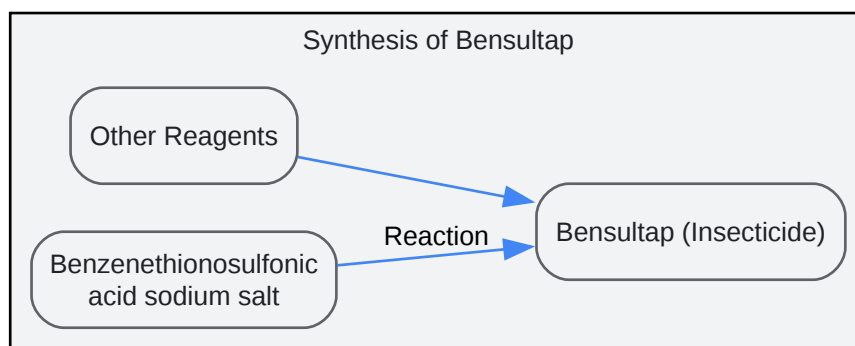 Synthesis of Bensultap
Other Reagents
Reaction
Bensultap (Insecticide)
Benzenethionosulfonic
acid sodium salt